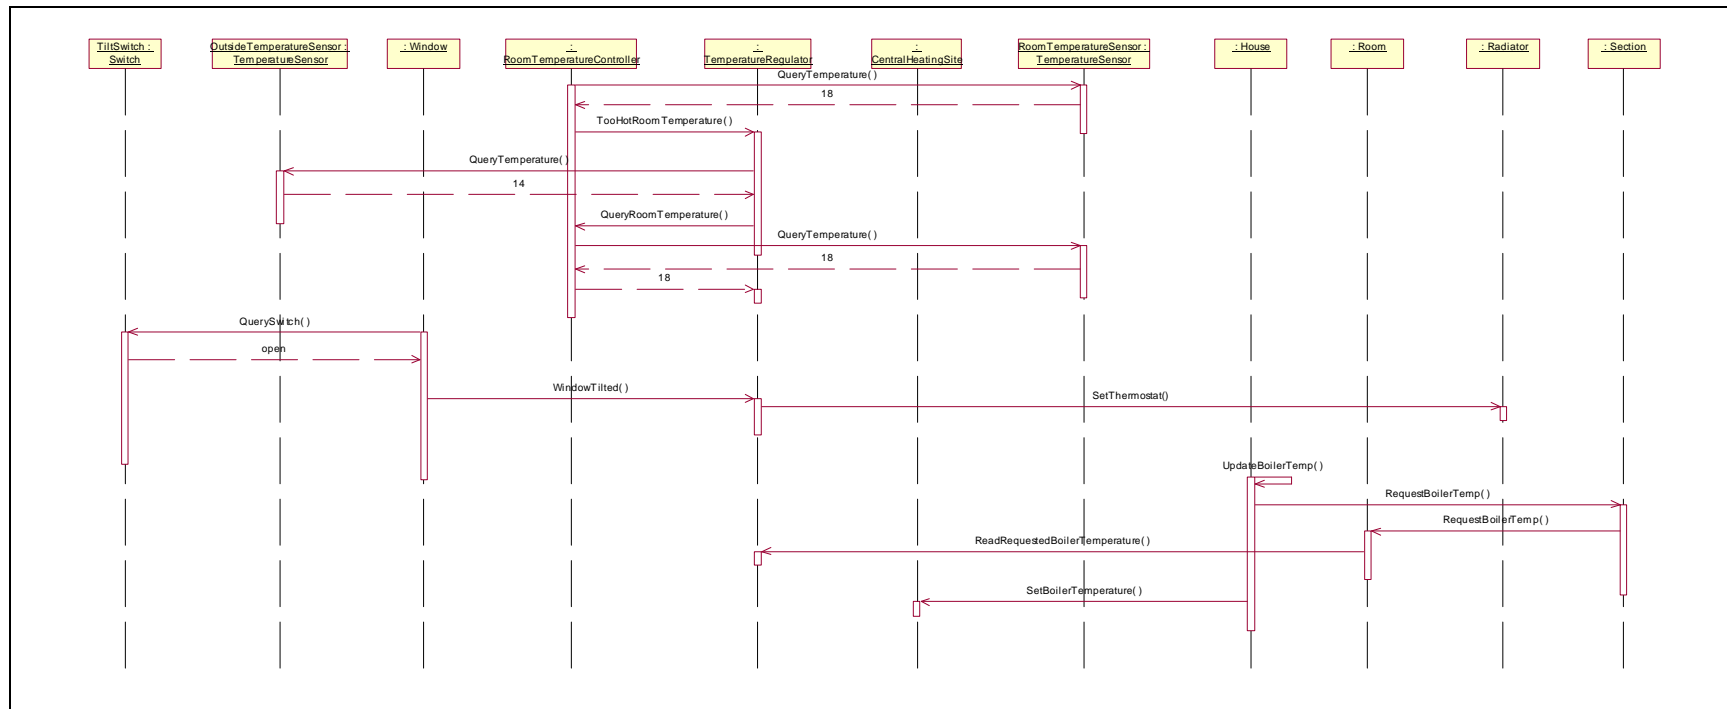 TiltSwitch :
Switch
OutsideTemperatureSensor :
TemperatureSensor
: Window
:
RoomTemperatureController
:
TemperatureRegulator
:
CentralHeatingSite
RoomTemperatureSensor :
TemperatureSensor
: House
: Room
: Radiator
: Section
QueryTemperature( )
18
TooHotRoomTemperature( )
QueryTemperature( )
14
QueryRoomTemperature( )
QueryTemperature( )
18
18
QuerySwitch( )
open
WindowTilted( )
SetThermostat()
UpdateBoilerTemp( )
RequestBoilerTemp( )
RequestBoilerTemp( )
ReadRequestedBoilerTemperature( )
SetBoilerTemperature( )